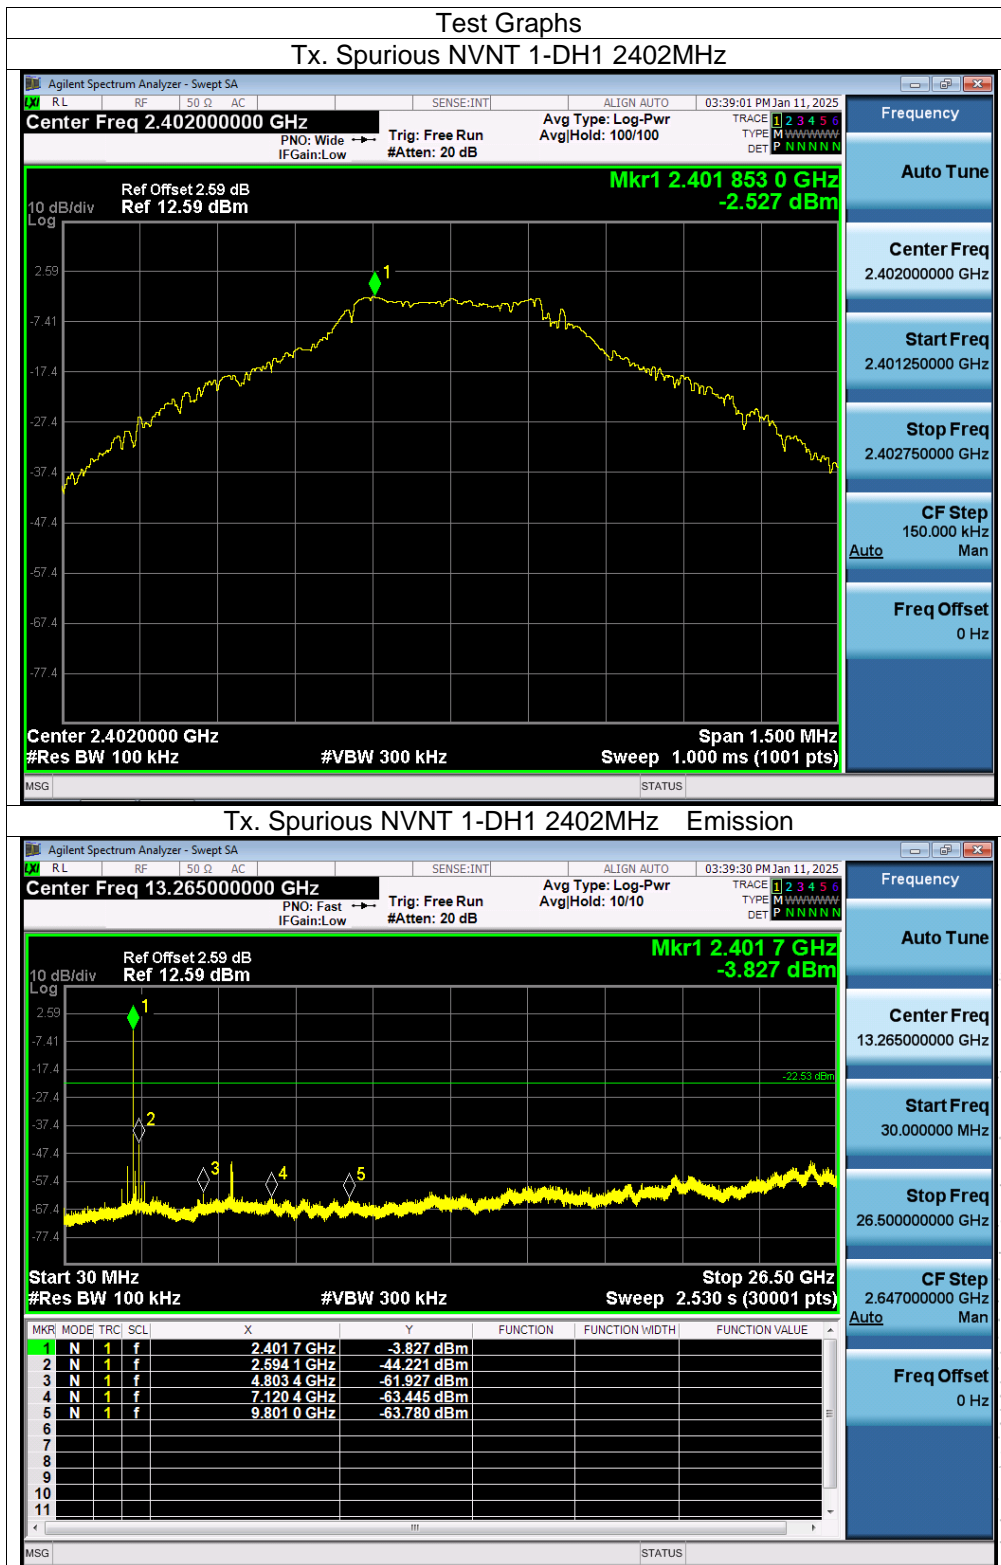 Test Graphs
Tx. Spurious NVNT 1-DH1 2402MHz
Agilent Spectrum Analyzer - Swept SA
LXI RL RF 50 Ω AC SENSE:INT ALIGN AUTO 03:39:01 PM Jan 11, 2025
Center Freq 2.402000000 GHz
PNO: Wide
IFGain:Low
Trig: Free Run
#Atten: 20 dB
Avg Type: Log-Pwr
Avg|Hold: 100/100
TRACE 1 2 3 4 5 6
TYPE M WWWWW
DET P N N N N N
Mkr1 2.401 853 0 GHz
-2.527 dBm
Ref Offset 2.59 dB
10 dB/div Ref 12.59 dBm
Log
1
2.59
-7.41
-17.4
-27.4
-37.4
-47.4
-57.4
-67.4
-77.4
Center 2.4020000 GHz Span 1.500 MHz
#Res BW 100 kHz #VBW 300 kHz Sweep 1.000 ms (1001 pts)
MSG STATUS
Frequency
Auto Tune
Center Freq
2.402000000 GHz
Start Freq
2.401250000 GHz
Stop Freq
2.402750000 GHz
CF Step
150.000 kHz
Auto Man
Freq Offset
0 Hz
Tx. Spurious NVNT 1-DH1 2402MHz Emission
Agilent Spectrum Analyzer - Swept SA
LXI RL RF 50 Ω AC SENSE:INT ALIGN AUTO 03:39:30 PM Jan 11, 2025
Center Freq 13.265000000 GHz
PNO: Fast
IFGain:Low
Trig: Free Run
#Atten: 20 dB
Avg Type: Log-Pwr
Avg|Hold: 10/10
TRACE 1 2 3 4 5 6
TYPE M WWWWW
DET P N N N N N
Mkr1 2.401 7 GHz
-3.827 dBm
Ref Offset 2.59 dB
10 dB/div Ref 12.59 dBm
Log
1
2
3
4
5
-22.53 dBm
2.59
-7.41
-17.4
-27.4
-37.4
-47.4
-57.4
-67.4
-77.4
Start 30 MHz Stop 26.50 GHz
#Res BW 100 kHz #VBW 300 kHz Sweep 2.530 s (30001 pts)
MKR MODE TRC SCL X Y FUNCTION FUNCTION WIDTH FUNCTION VALUE
1 N 1 f 2.401 7 GHz -3.827 dBm
2 N 1 f 2.594 1 GHz -44.221 dBm
3 N 1 f 4.803 4 GHz -61.927 dBm
4 N 1 f 7.120 4 GHz -63.445 dBm
5 N 1 f 9.801 0 GHz -63.780 dBm
6
7
8
9
10
11
MSG STATUS
Frequency
Auto Tune
Center Freq
13.265000000 GHz
Start Freq
30.000000 MHz
Stop Freq
26.500000000 GHz
CF Step
2.647000000 GHz
Auto Man
Freq Offset
0 Hz